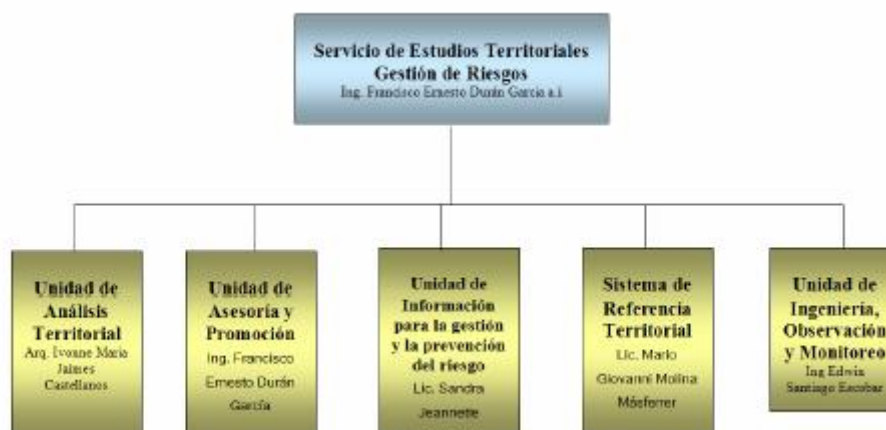 Servicio de Estudios Territoriales
Gestión de Riesgos
Ing. Francisco Ernesto Durán García a.i
Unidad de
Análisis
Territorial
Arq. Ivonne Maria
Jaimes
Castellanos
Unidad de
Asesoría y
Promoción
Ing. Francisco
Ernesto Durán
García
Unidad de
Información
para la gestión
y la prevención
del riesgo
Lic. Sandra
Jeannette
Sistema de
Referencia
Territorial
Lic. Mario
Giovanni Molina
Másferrer
Unidad de
Ingeniería,
Observación
y Monitoreo
Ing Edwin
Santiago Escobar